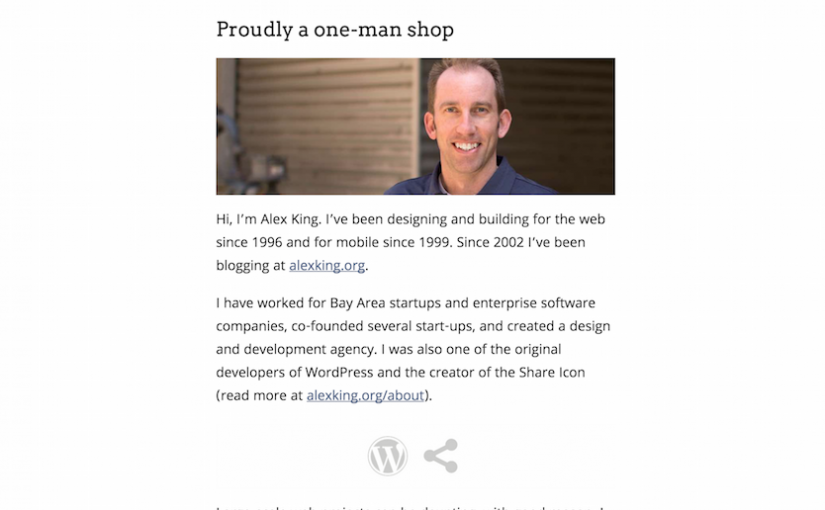 Proudly a one-man shop
Hi, I'm Alex King. I've been designing and building for the web
since 1996 and for mobile since 1999. Since 2002 I've been
blogging at alexking.org.
I have worked for Bay Area startups and enterprise software
companies, co-founded several start-ups, and created a design
and development agency. I was also one of the original
developers of WordPress and the creator of the Share Icon
(read more at alexking.org/about).